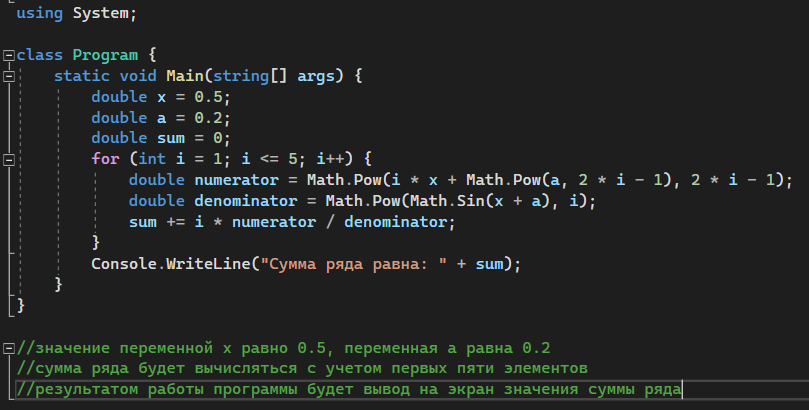 using System;
class Program {
static void Main(string[] args) {
double x = 0.5;
double a = 0.2;
double sum = 0;
for (int i = 1; i <= 5; i++) {
double numerator = Math.Pow(i * x + Math.Pow(a, 2 * i - 1), 2 * i - 1);
double denominator = Math.Pow(Math.Sin(x + a), i);
sum += i * numerator / denominator;
}
Console.WriteLine("Сумма ряда равна: " + sum);
}
}
//значение переменной x равно 0.5, переменная a равна 0.2
//сумма ряда будет вычисляться с учетом первых пяти элементов
//результатом работы программы будет вывод на экран значения суммы ряда